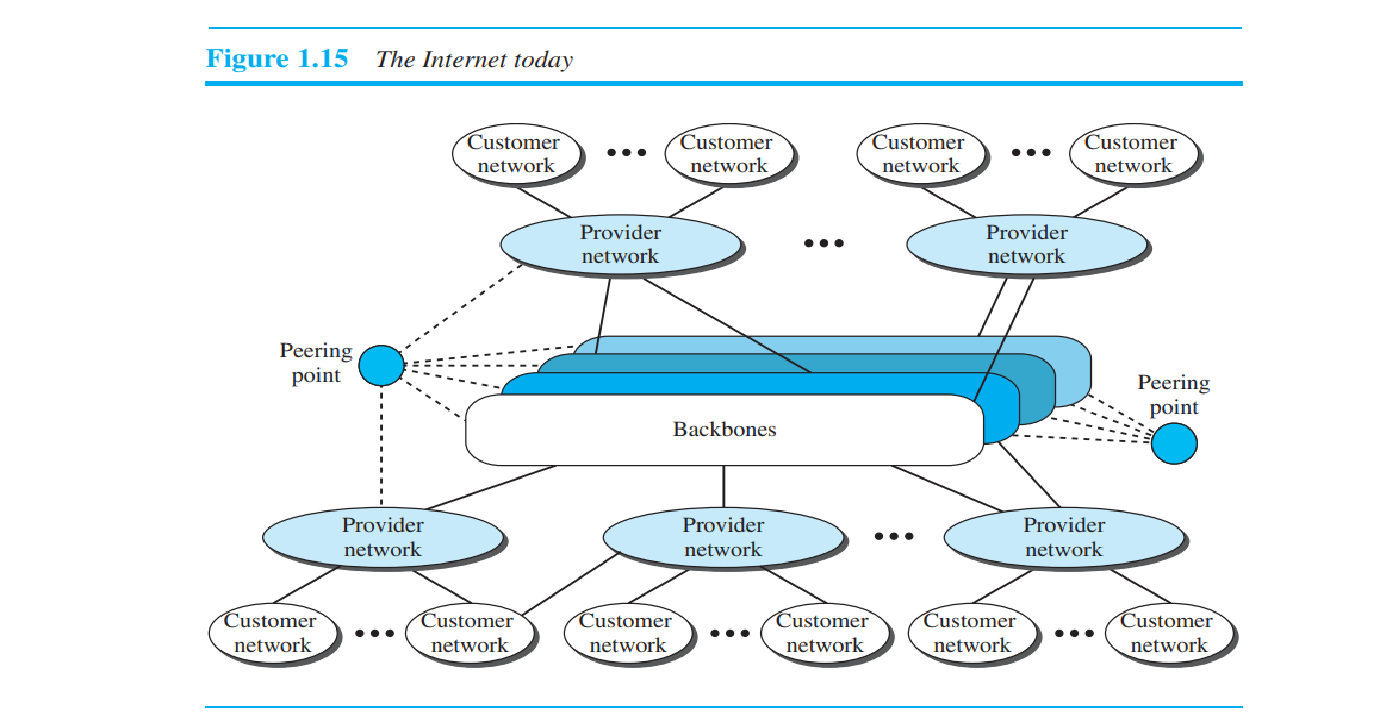 Figure 1.15 The Internet today
Customer
network
•••
Customer
network
Customer
network
•••
Customer
network
Provider
network
•••
Provider
network
Peering
point
Peering
point
Backbones
Provider
network
Provider
network
•••
Provider
network
Customer
network
•••
Customer
network
Customer
network
•••
Customer
network
Customer
network
•••
Customer
network